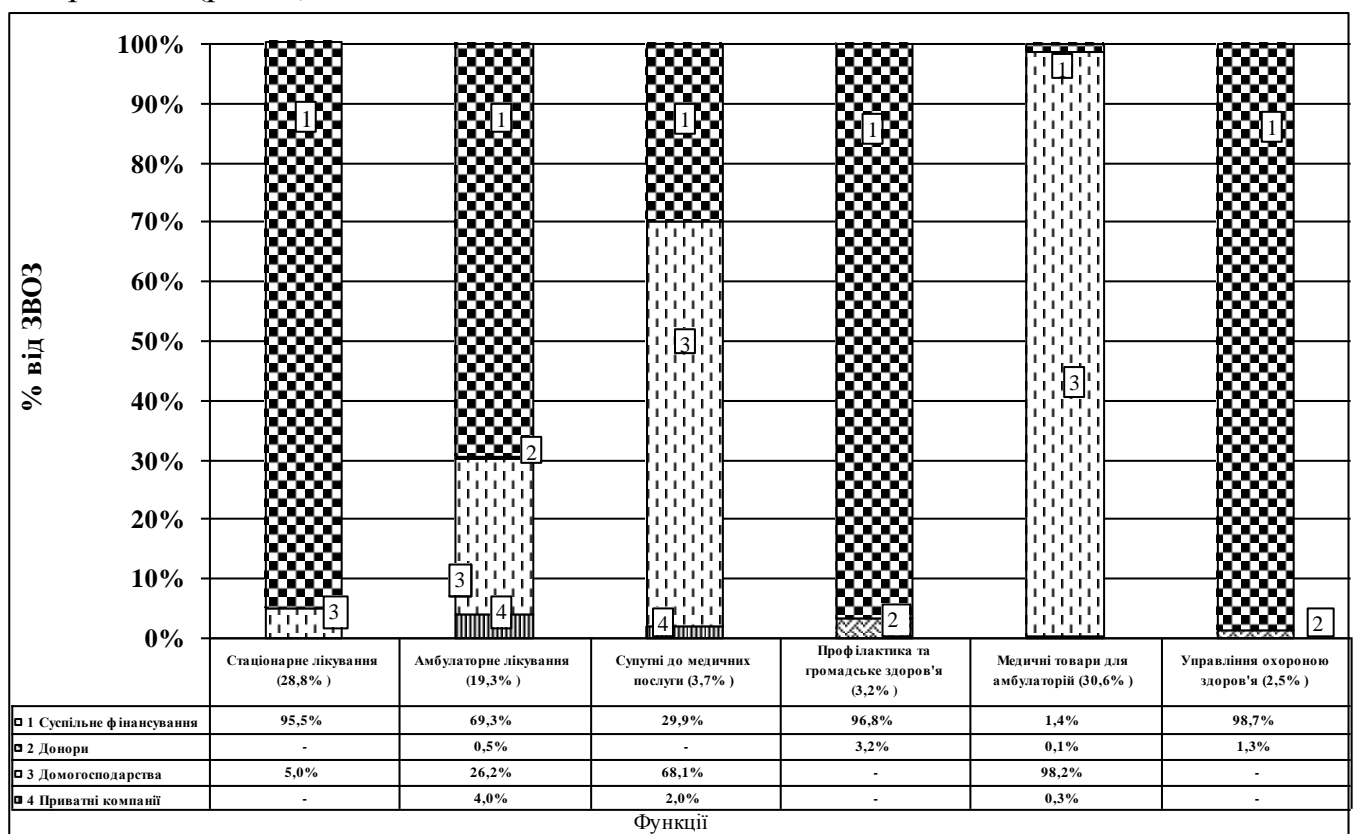 100%
90%
80%
70%
60%
50%
40%
30%
20%
10%
0%
% від ЗВОЗ
1 1 1 1 1 1
3
3
2
3 4 4 2 2
3
Стаціонарне лікування (28,8% )
Амбулаторне лікування (19,3% )
Супутні до медичних послуги (3,7% )
Профілактика та громадське здоров'я (3,2% )
Медичні товари для амбулаторій (30,6% )
Управління охороною здоров'я (2,5% )
1 Суспільне фінансування 95,5% 69,3% 29,9% 96,8% 1,4% 98,7%
2 Донори - 0,5% - 3,2% 0,1% 1,3%
3 Домогосподарства 5,0% 26,2% 68,1% - 98,2% -
4 Приватні компанії - 4,0% 2,0% - 0,3% -
Функції